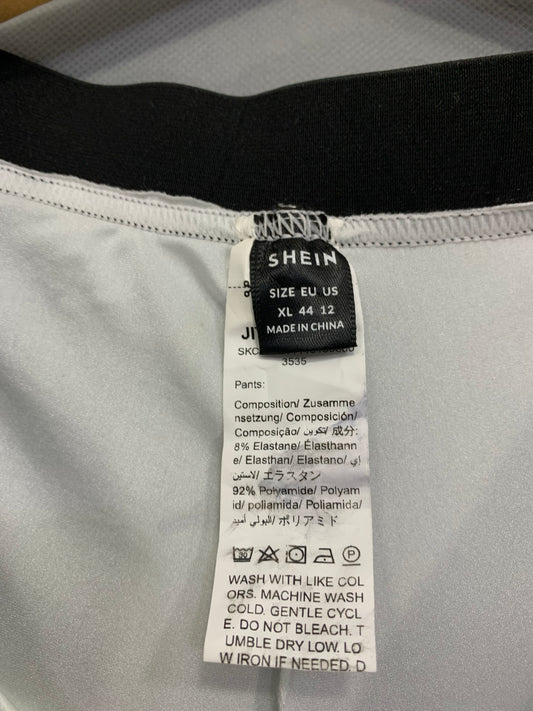 SHEIN
SIZE EU US
XL 44 12
MADE IN CHINA
3535
Pants:
Composition/ Zusamme
nsetzung/ Composición/
Composição/ تكوين/ 成分:
8% Elastane/ Élasthann
e/ Elasthan/ Elastano/ إي
لاستين/ エラスタン
92% Polyamide/ Polyam
id/ poliamida/ Poliamida/
البولي أميد/ ポリアミド
30
P
WASH WITH LIKE COL
ORS. MACHINE WASH
COLD. GENTLE CYCL
E. DO NOT BLEACH. T
UMBLE DRY LOW. LO
W IRON IF NEEDED. D